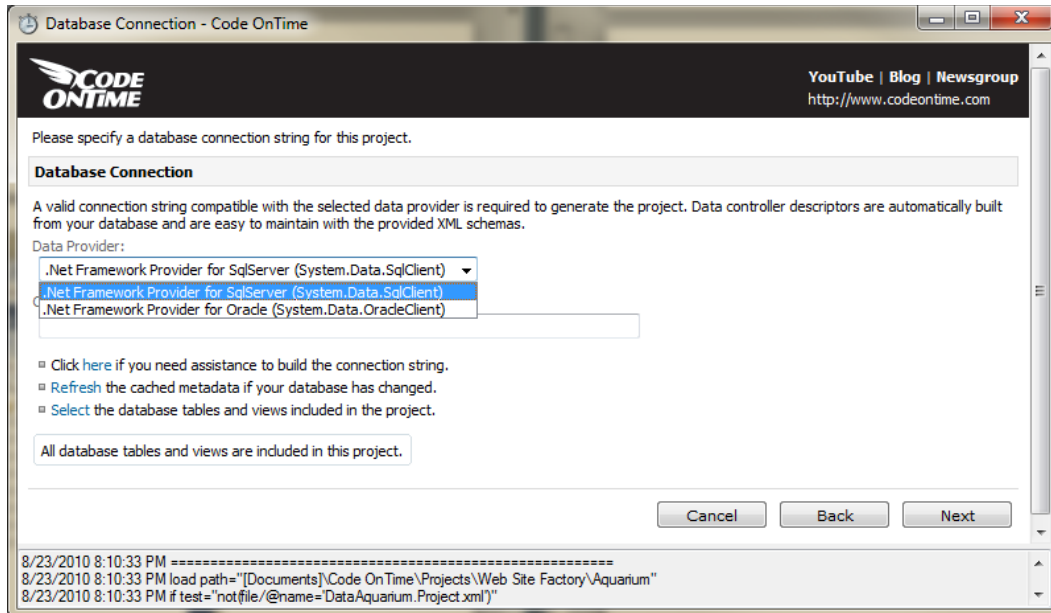 Database Connection - Code OnTime
CODE
ONTIME
YouTube | Blog | Newsgroup
http://www.codeontime.com
Please specify a database connection string for this project.
Database Connection
A valid connection string compatible with the selected data provider is required to generate the project. Data controller descriptors are automatically built
from your database and are easy to maintain with the provided XML schemas.
Data Provider:
.Net Framework Provider for SqlServer (System.Data.SqlClient)
.Net Framework Provider for SqlServer (System.Data.SqlClient)
.Net Framework Provider for Oracle (System.Data.OracleClient)
Click here if you need assistance to build the connection string.
Refresh the cached metadata if your database has changed.
Select the database tables and views included in the project.
All database tables and views are included in this project.
Cancel Back Next
8/23/2010 8:10:33 PM ========================================================
8/23/2010 8:10:33 PM load path="[Documents]\Code OnTime\Projects\Web Site Factory\Aquarium"
8/23/2010 8:10:33 PM if test="not(file/@name='DataAquarium.Project.xml')"